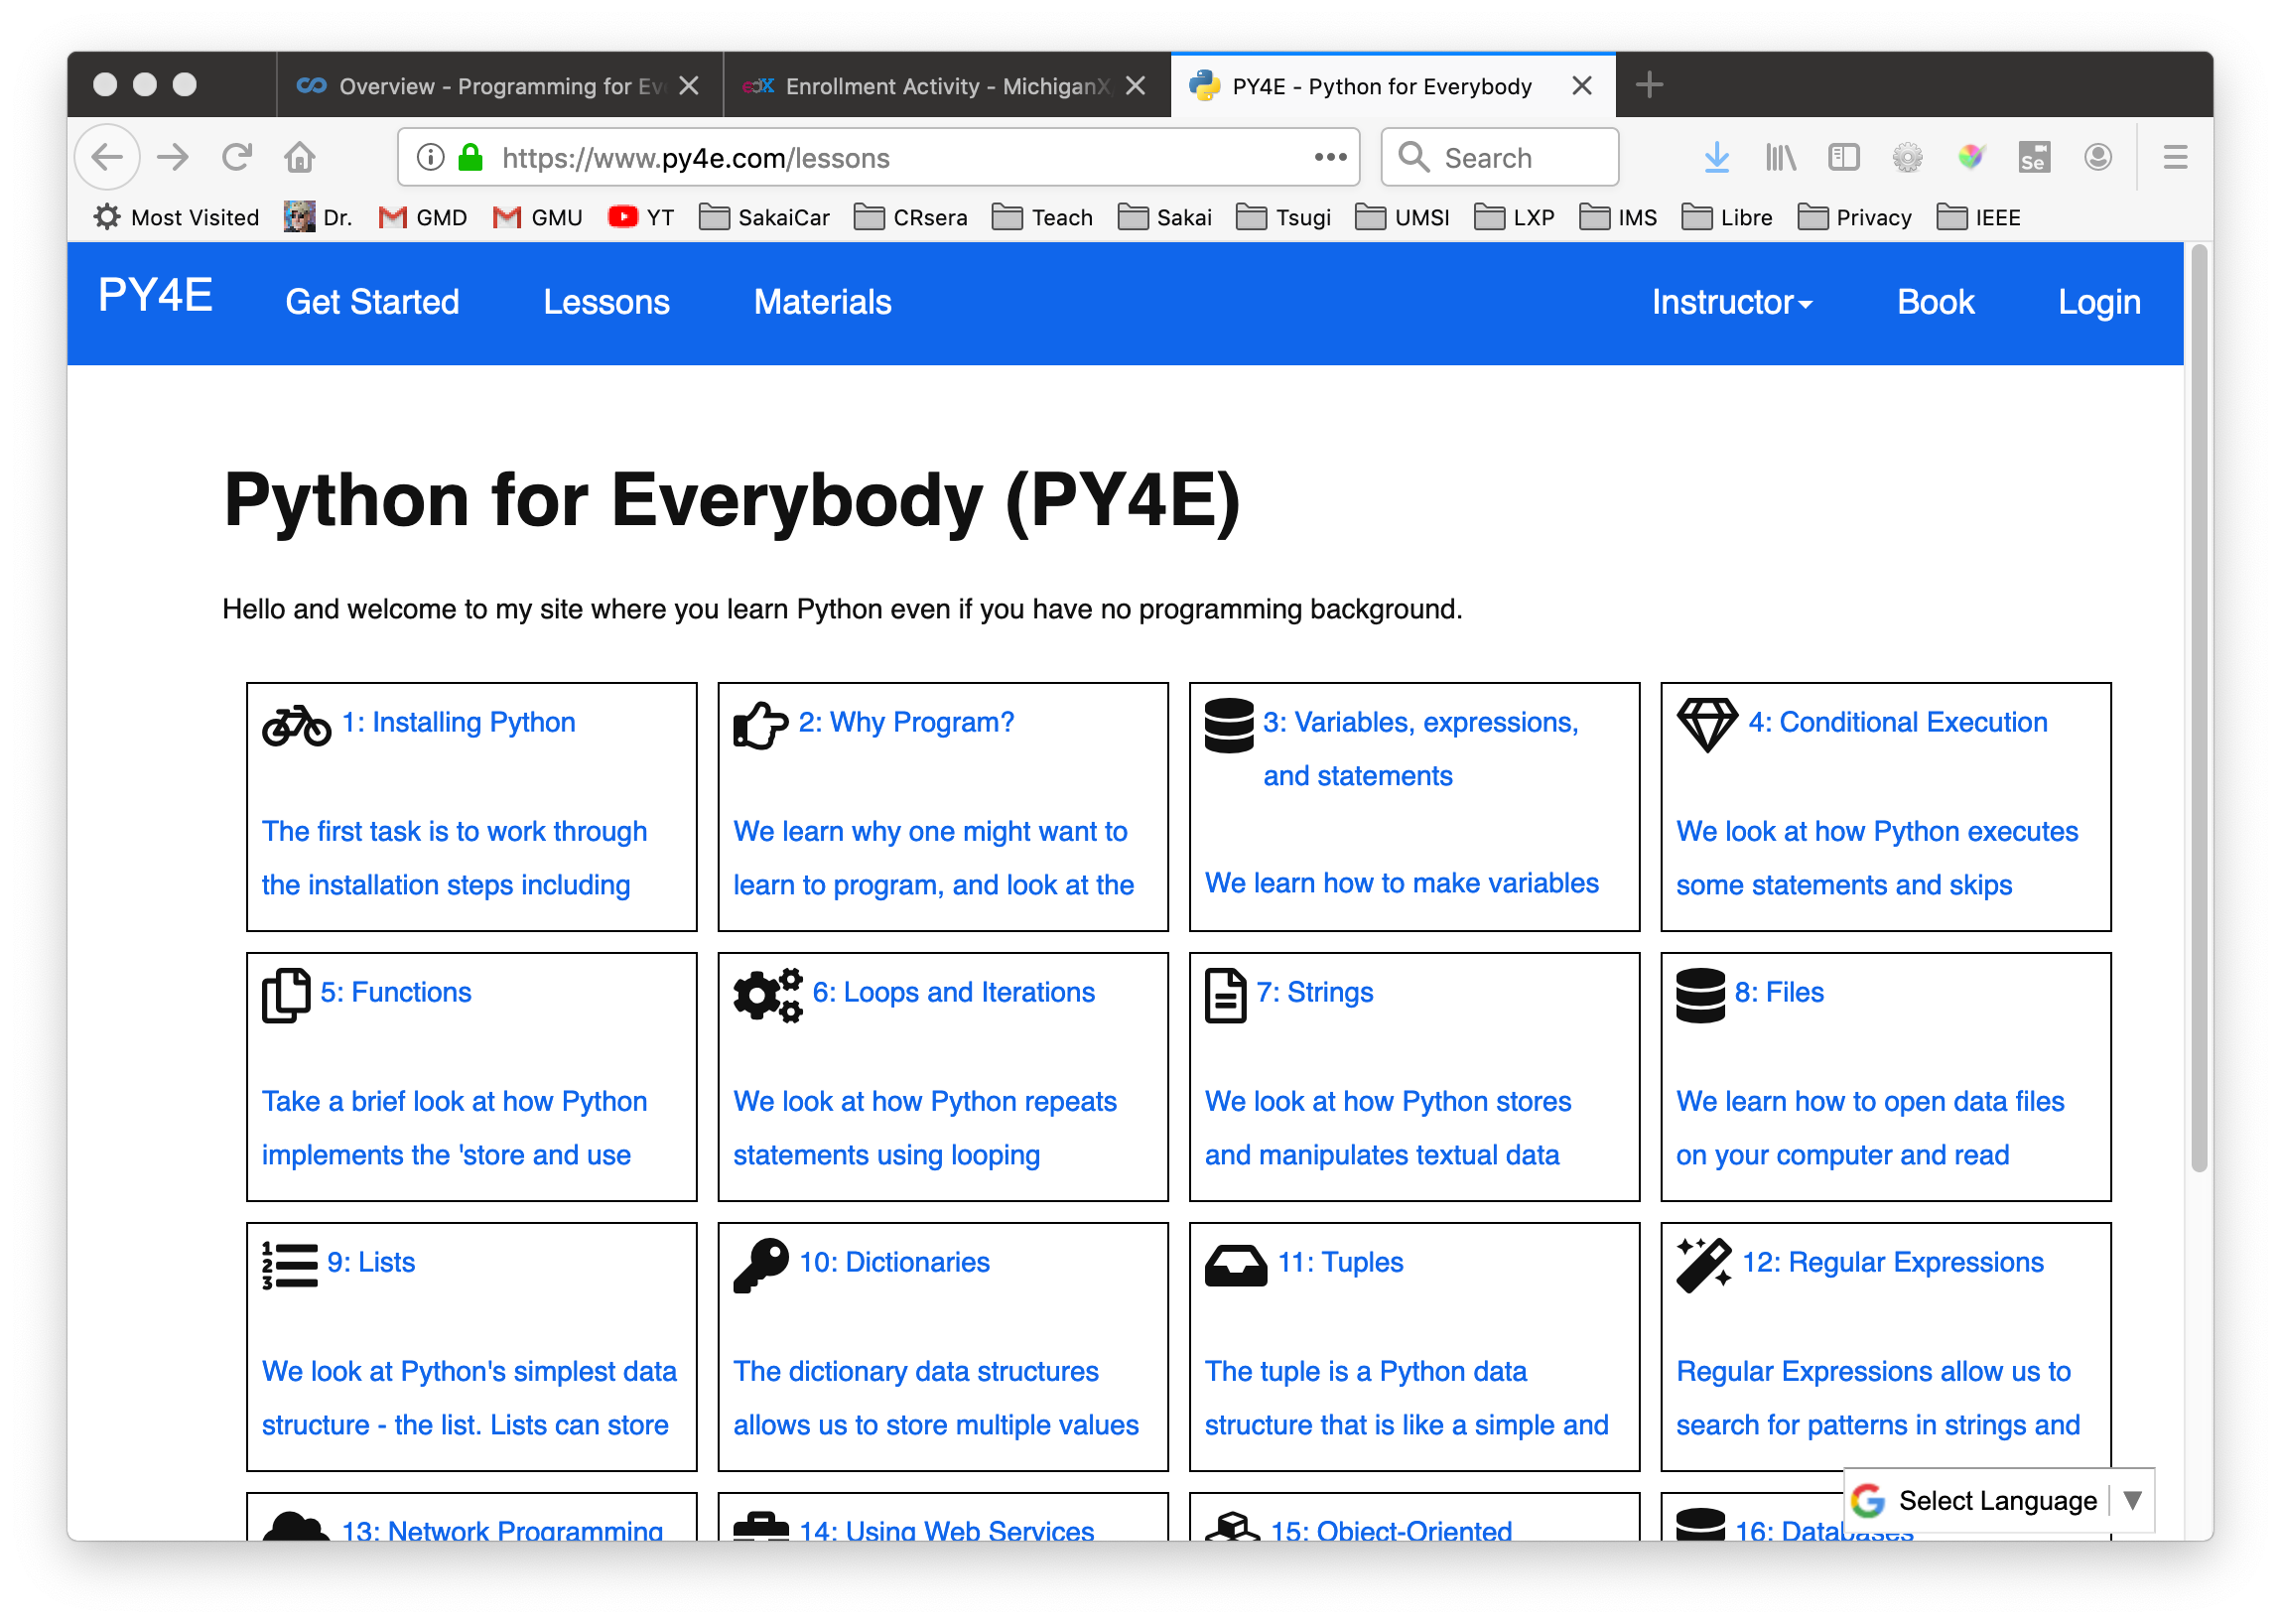 Overview - Programming for Ev
edX Enrollment Activity - MichiganX
PY4E - Python for Everybody
https://www.py4e.com/lessons
Search
Se
Most Visited Dr. GMD GMU YT SakaiCar CRsera Teach Sakai Tsugi UMSI LXP IMS Libre Privacy IEEE
PY4E Get Started Lessons Materials Instructor Book Login
Python for Everybody (PY4E)
Hello and welcome to my site where you learn Python even if you have no programming background.
1: Installing Python
The first task is to work through
the installation steps including
2: Why Program?
We learn why one might want to
learn to program, and look at the
3: Variables, expressions,
and statements
We learn how to make variables
4: Conditional Execution
We look at how Python executes
some statements and skips
5: Functions
Take a brief look at how Python
implements the 'store and use
6: Loops and Iterations
We look at how Python repeats
statements using looping
7: Strings
We look at how Python stores
and manipulates textual data
8: Files
We learn how to open data files
on your computer and read
1
2
3
9: Lists
We look at Python's simplest data
structure - the list. Lists can store
10: Dictionaries
The dictionary data structures
allows us to store multiple values
11: Tuples
The tuple is a Python data
structure that is like a simple and
12: Regular Expressions
Regular Expressions allow us to
search for patterns in strings and
13: Network Programming
14: Using Web Services
15: Object-Oriented
16: Databases
G Select Language ▼